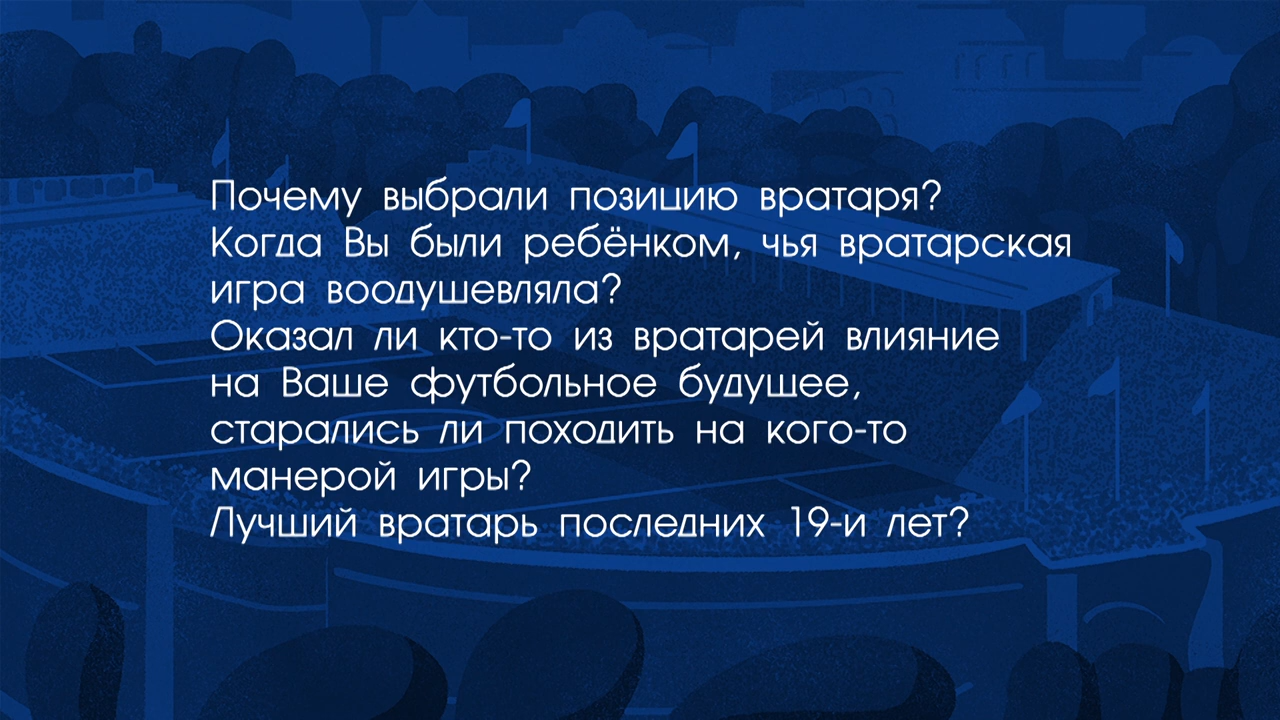 Почему выбрали позицию вратаря?
Когда Вы были ребёнком, чья вратарская
игра воодушевляла?
Оказал ли кто-то из вратарей влияние
на Ваше футбольное будущее,
старались ли походить на кого-то
манерой игры?
Лучший вратарь последних 19-и лет?